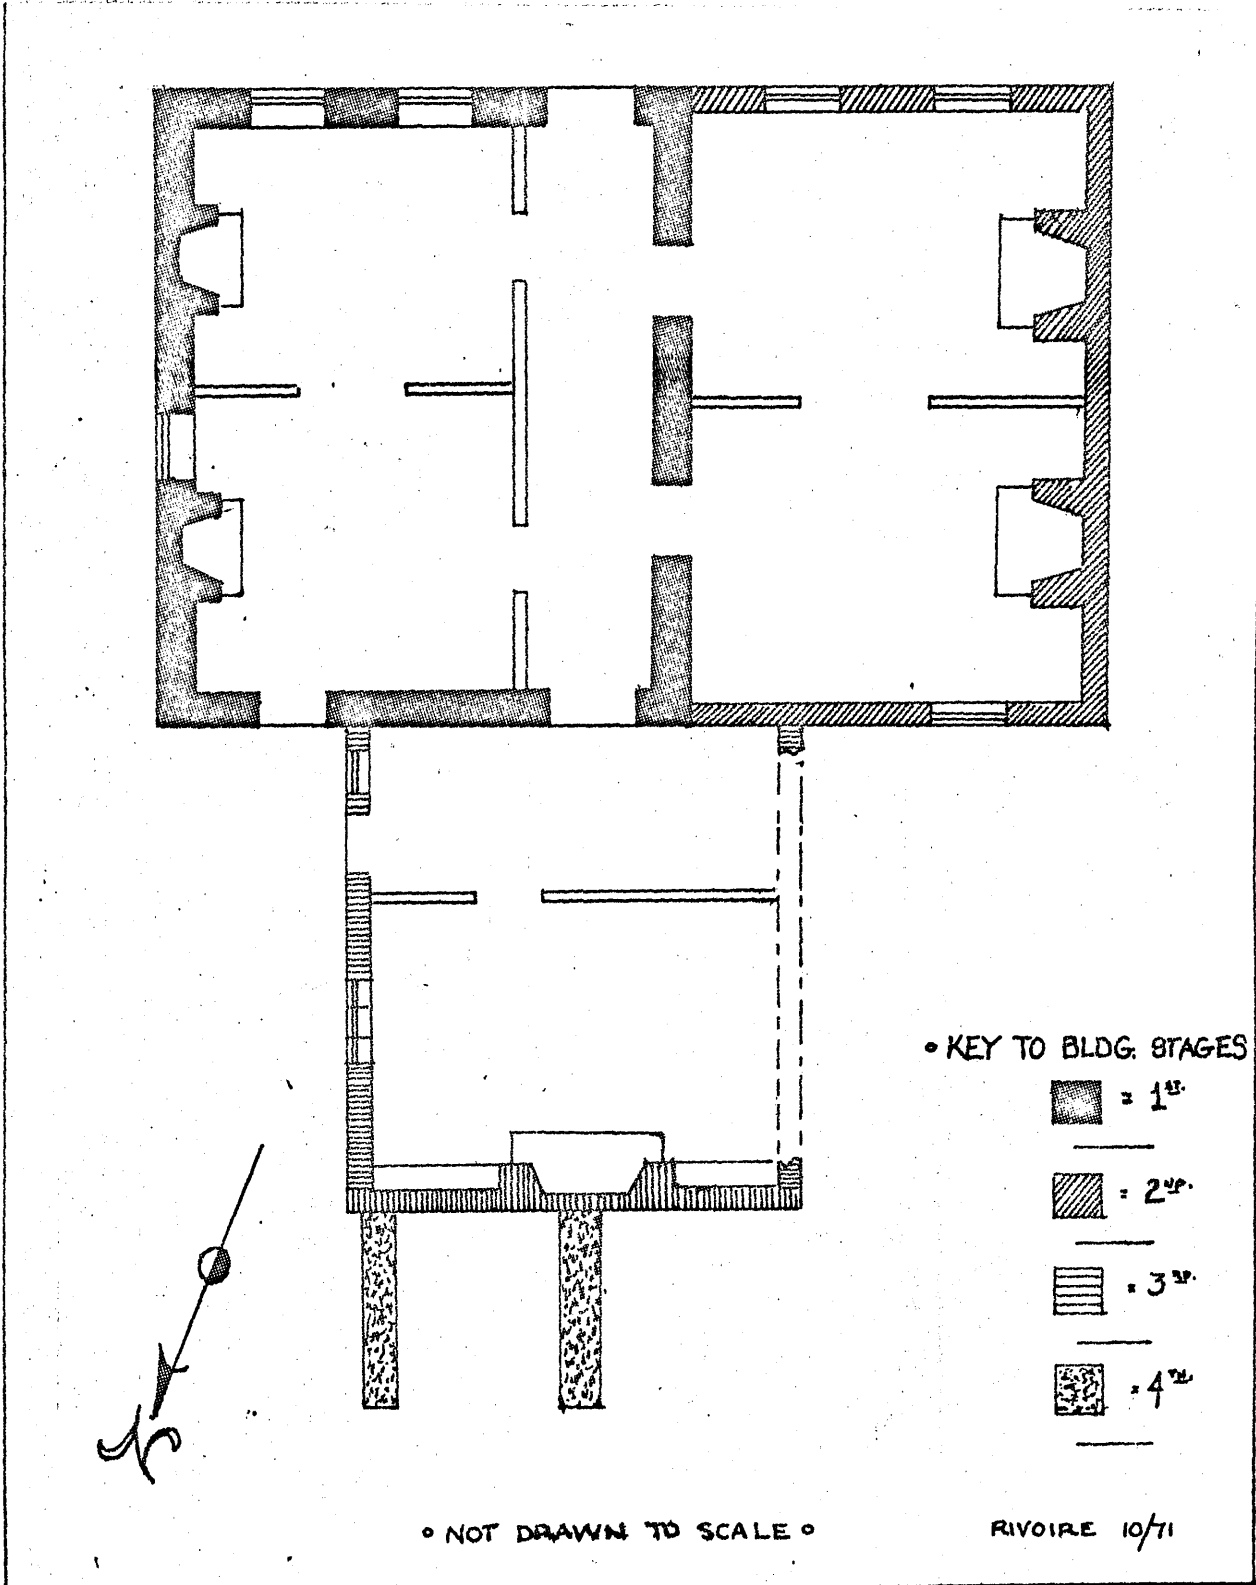 • KEY TO BLDG. STAGES
= 1ST.
= 2ND.
= 3RD.
= 4TH.
• NOT DRAWN TO SCALE •
RIVOIRE 10/71